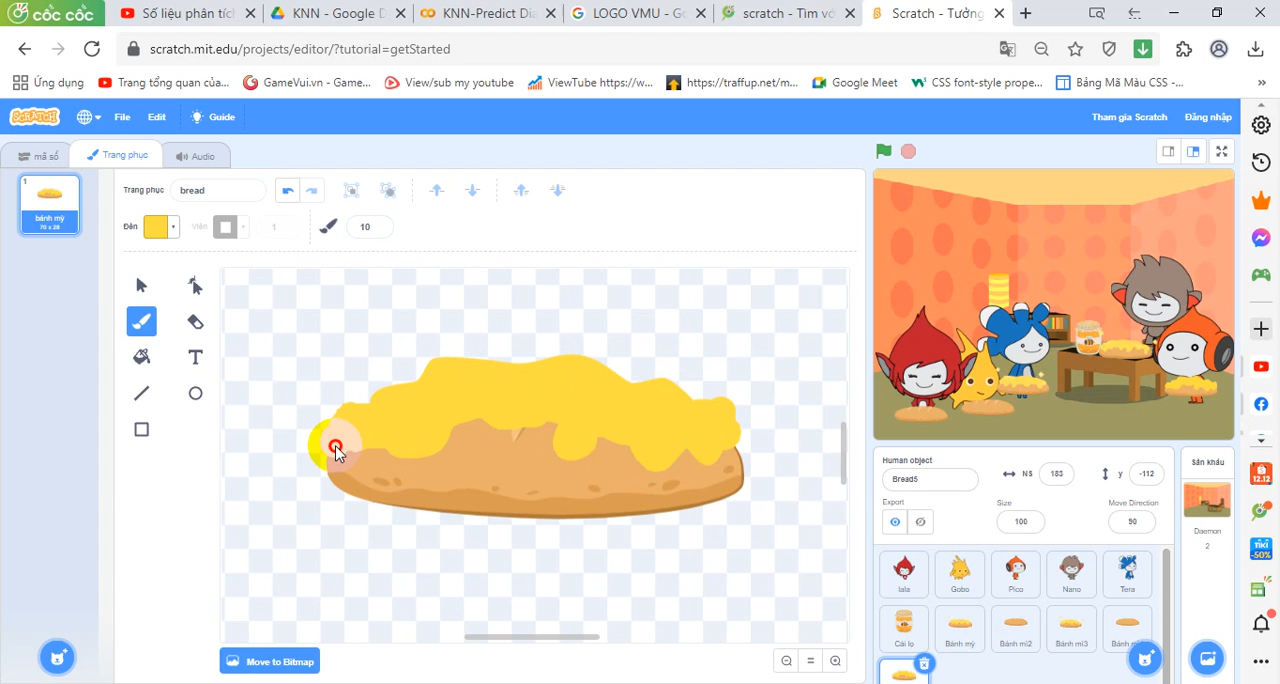 cốc cốc
Số liệu phân tích
KNN - Google D
KNN-Predict Dia
LOGO VMU - Go
scratch - Tìm vớ
Scratch - Tưởng
scratch.mit.edu/projects/editor/?tutorial=getStarted
Ứng dụng
Trang tổng quan của...
GameVui.vn - Game...
View/sub my youtube
ViewTube https://w...
https://traffup.net/m...
Google Meet
CSS font-style prope...
Bảng Mã Màu CSS -...
»
SCRATCH
File
Edit
Guide
Tham gia Scratch
Đăng nhập
mã số
Trang phục
Audio
1
bánh mỳ
70 x 28
Trang phục
bread
Đèn
Viên
1
10
Move to Bitmap
Human object
Bread5
NS
183
y
-112
Export
Size
100
Move Direction
90
Sân khấu
Daemon
2
lala
Gobo
Pico
Nano
Tera
Cái lọ
Bánh mỳ
Bánh mì2
Bánh mì3
12.12
TIKI
-50%